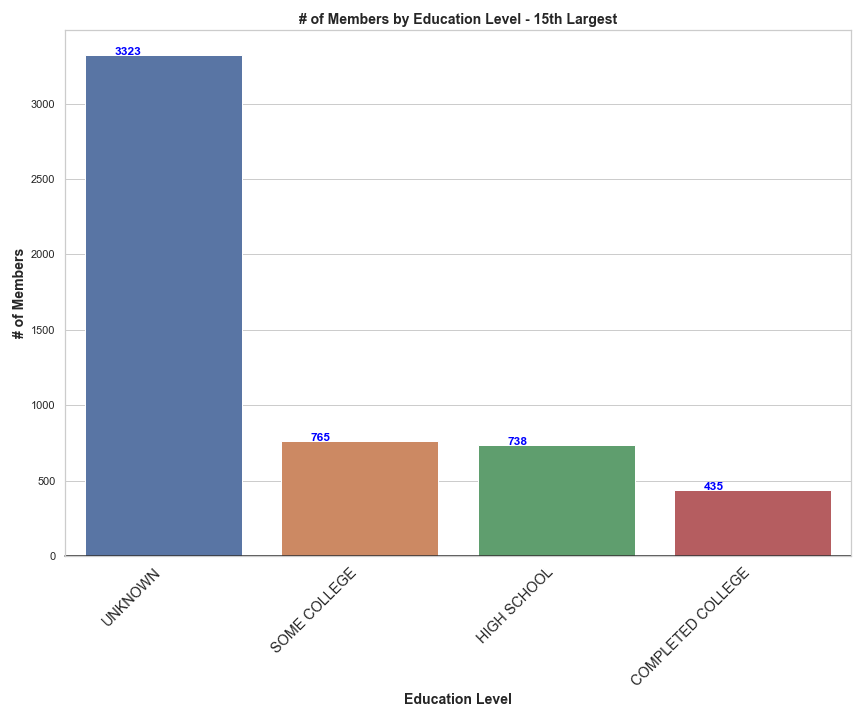 # of Members by Education Level - 15th Largest
3323
3000
2500
2000
# of Members
1500
1000
765
738
500
435
0
UNKNOWN
SOME COLLEGE
HIGH SCHOOL
COMPLETED COLLEGE
Education Level